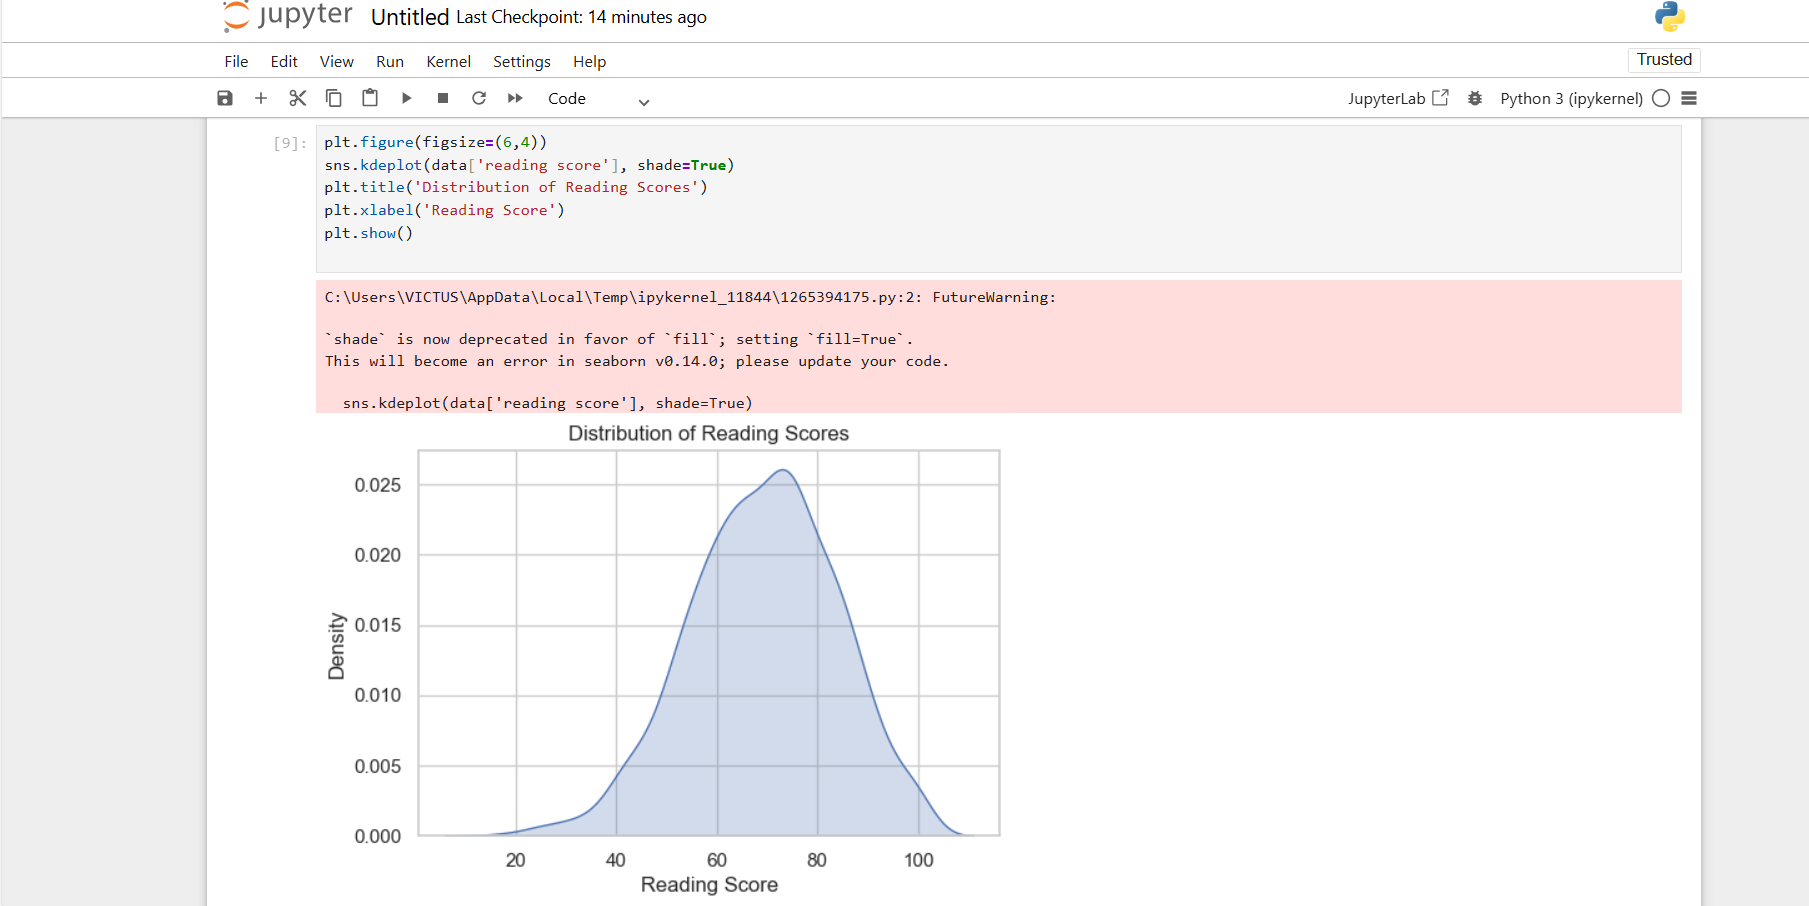 jupyter Untitled Last Checkpoint: 14 minutes ago
File Edit View Run Kernel Settings Help Trusted
Code JupyterLab Python 3 (ipykernel)
[9]: plt.figure(figsize=(6,4))
sns.kdeplot(data['reading score'], shade=True)
plt.title('Distribution of Reading Scores')
plt.xlabel('Reading Score')
plt.show()
C:\Users\VICTUS\AppData\Local\Temp\ipykernel_11844\1265394175.py:2: FutureWarning:
`shade` is now deprecated in favor of `fill`; setting `fill=True`.
This will become an error in seaborn v0.14.0; please update your code.
sns.kdeplot(data['reading score'], shade=True)
Distribution of Reading Scores
0.025
0.020
0.015
0.010
0.005
0.000
Density
20 40 60 80 100
Reading Score